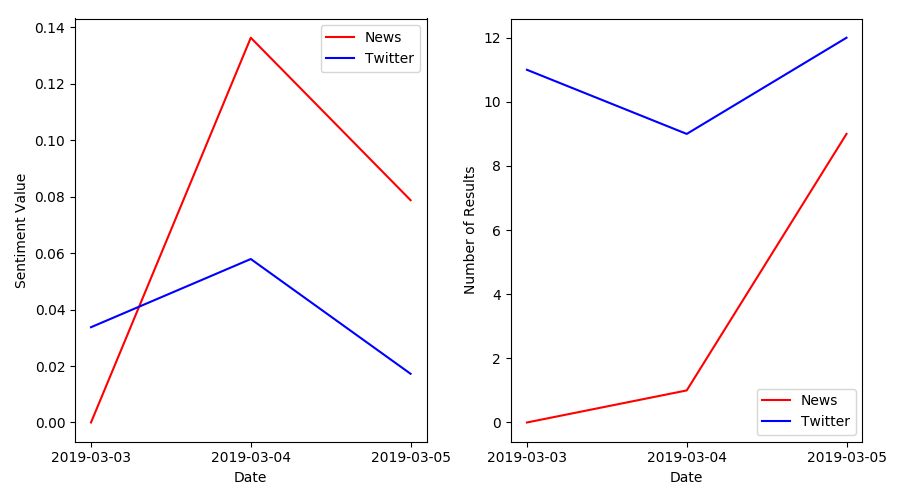 0.14
0.12
0.10
0.08
0.06
0.04
0.02
0.00
Sentiment Value
2019-03-03 2019-03-04 2019-03-05
Date
News
Twitter
12
10
8
6
4
2
0
Number of Results
2019-03-03 2019-03-04 2019-03-05
Date
News
Twitter